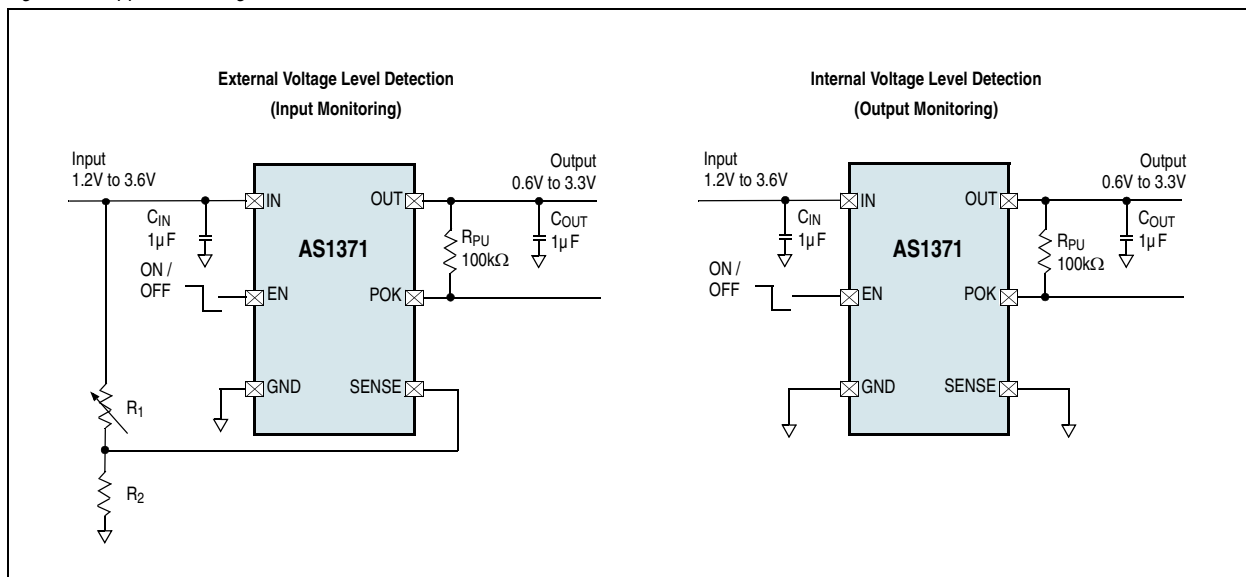 External Voltage Level Detection
(Input Monitoring)
Input
1.2V to 3.6V
Output
0.6V to 3.3V
IN
OUT
CIN
1µF
AS1371
RPU
100kΩ
COUT
1µF
ON /
OFF
EN
POK
GND
SENSE
R1
R2
Internal Voltage Level Detection
(Output Monitoring)
Input
1.2V to 3.6V
Output
0.6V to 3.3V
IN
OUT
CIN
1µF
AS1371
RPU
100kΩ
COUT
1µF
ON /
OFF
EN
POK
GND
SENSE